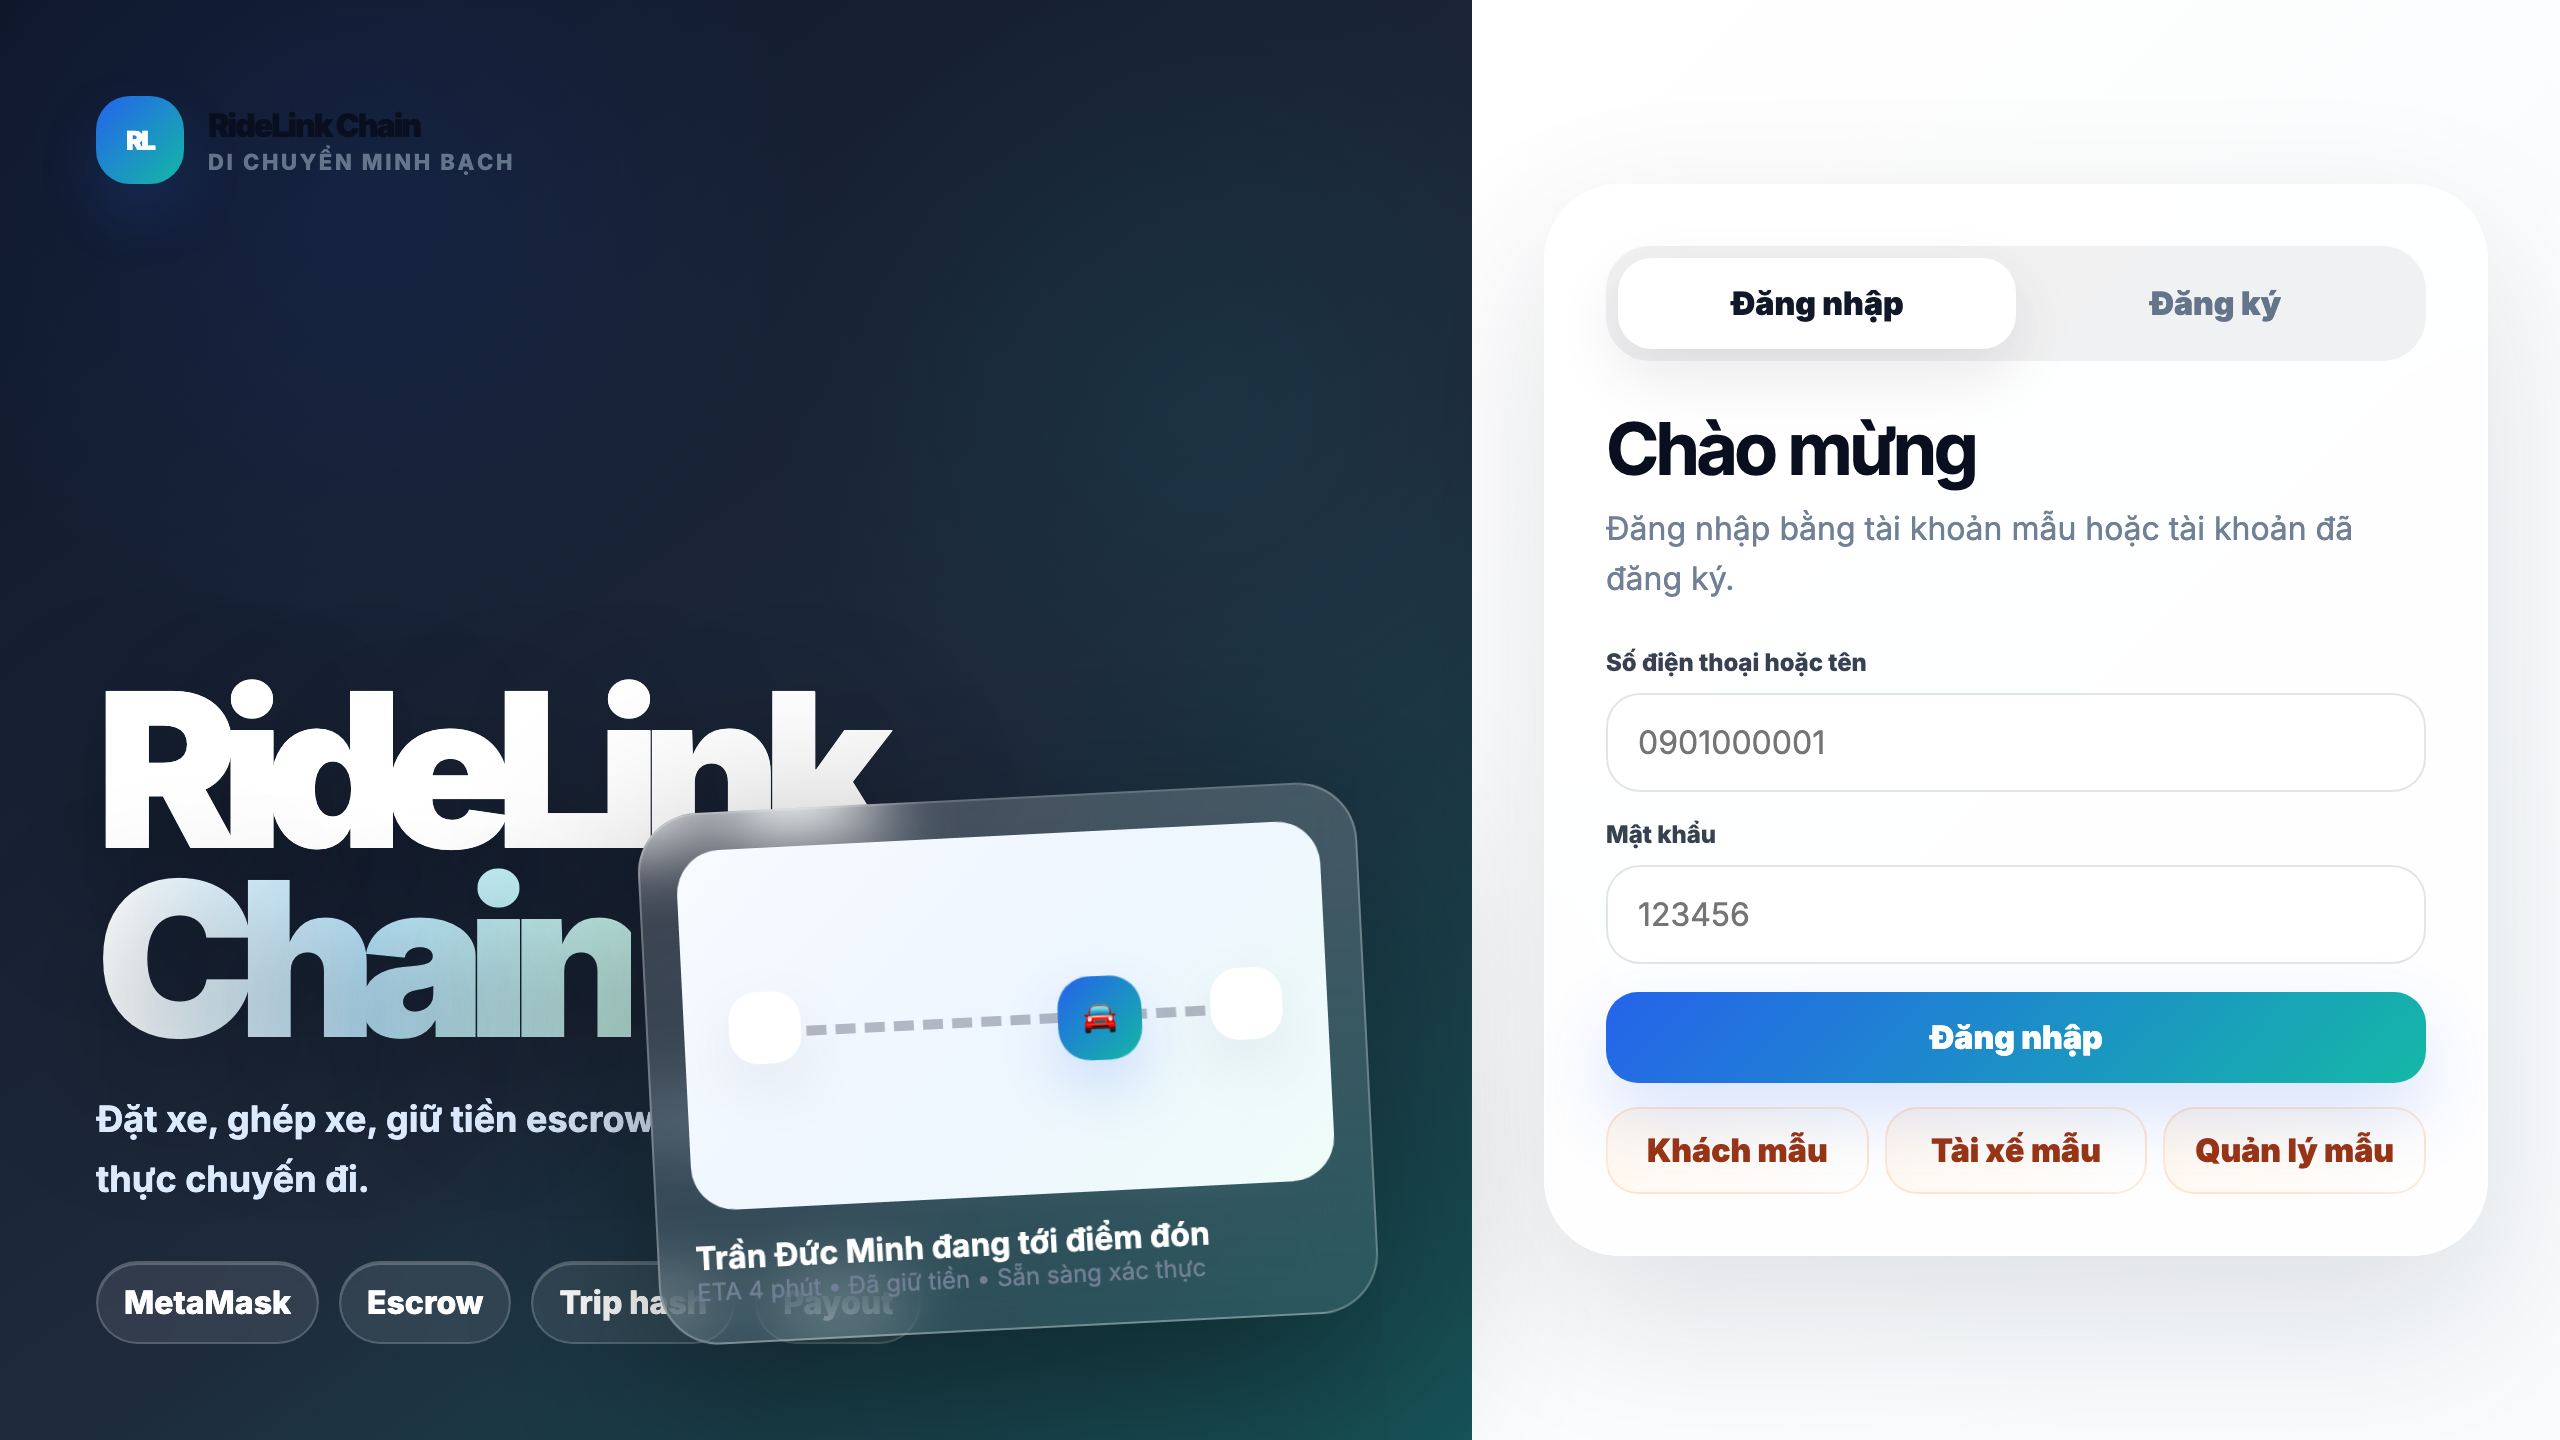 RL
RideLink Chain
DI CHUYỂN MINH BẠCH
RideLink
Chain
Đặt xe, ghép xe, giữ tiền escrow
thực chuyến đi.
MetaMask
Escrow
Trip hash
Payout
Trần Đức Minh đang tới điểm đón
ETA 4 phút • Đã giữ tiền • Sẵn sàng xác thực
Đăng nhập
Đăng ký
Chào mừng
Đăng nhập bằng tài khoản mẫu hoặc tài khoản đã
đăng ký.
Số điện thoại hoặc tên
0901000001
Mật khẩu
123456
Đăng nhập
Khách mẫu
Tài xế mẫu
Quản lý mẫu